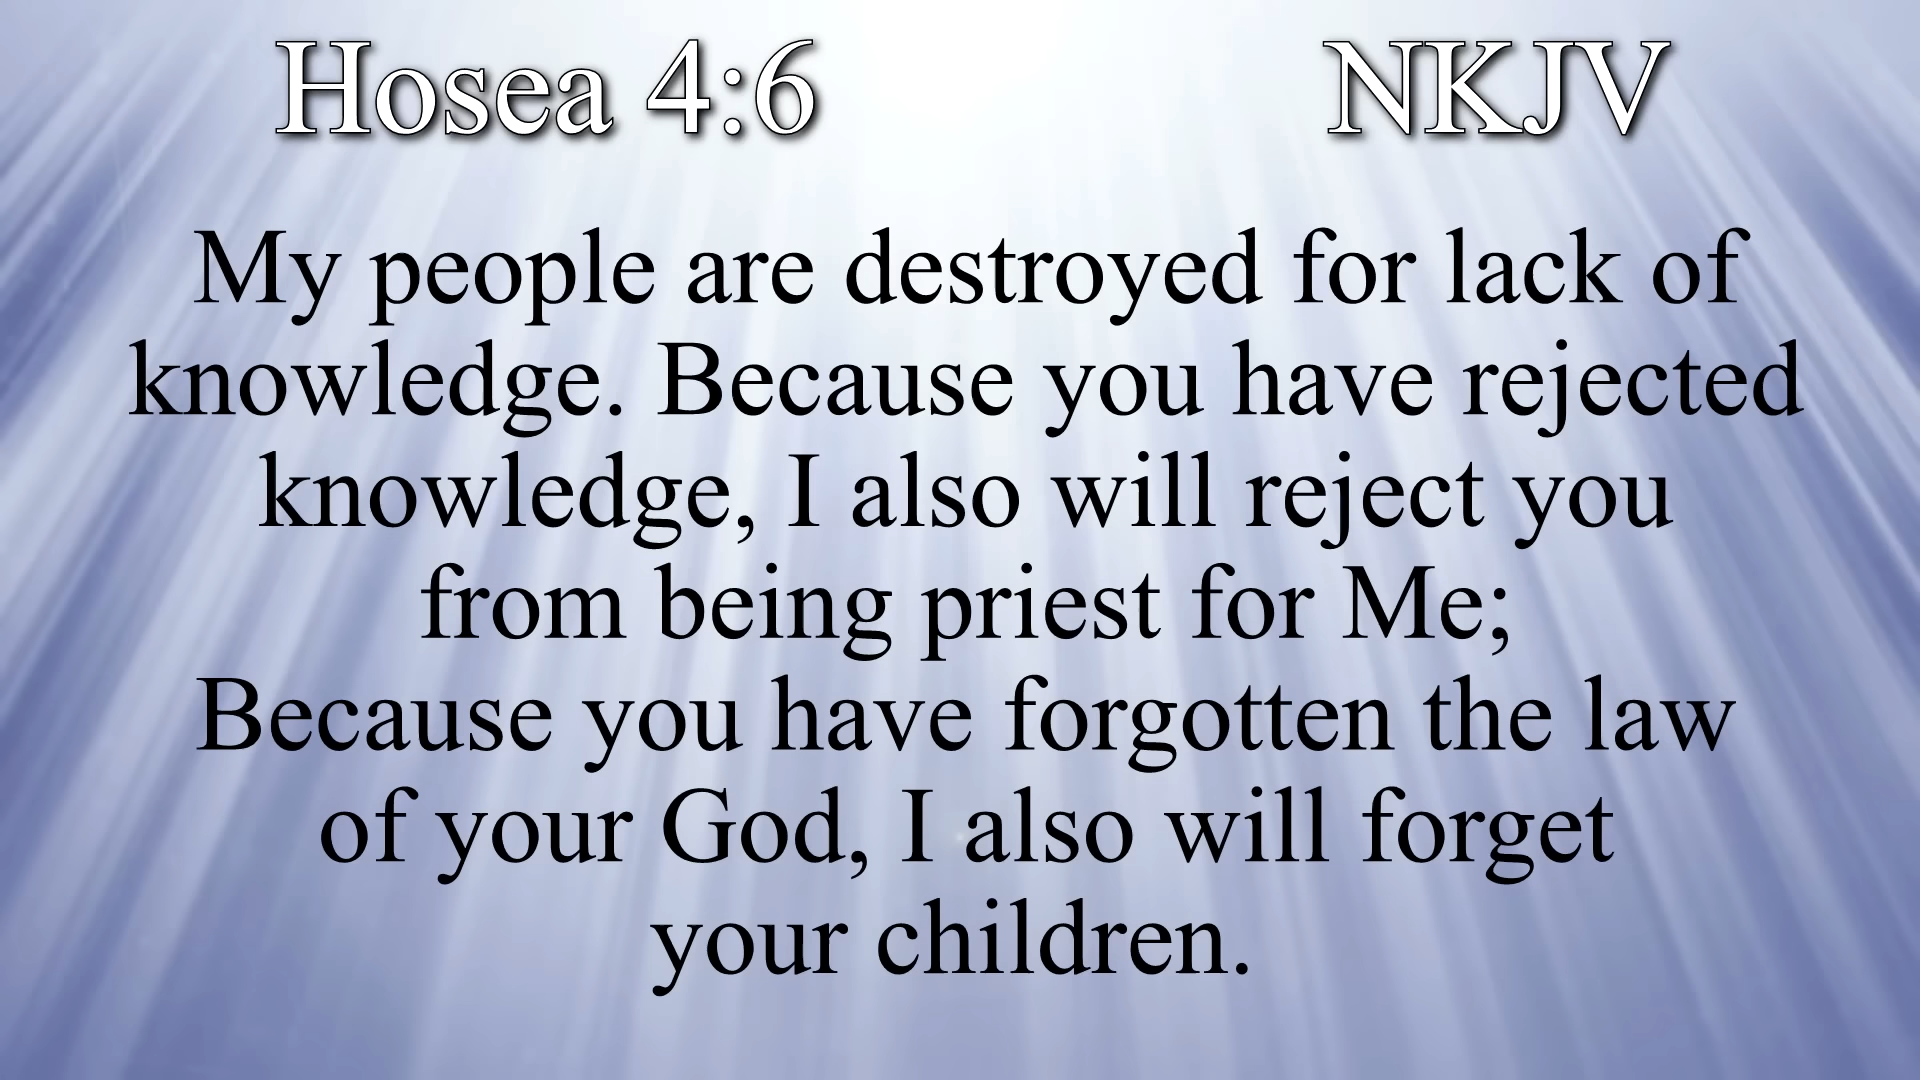 Hosea 4:6 NKJV
My people are destroyed for lack of
knowledge. Because you have rejected
knowledge, I also will reject you
from being priest for Me;
Because you have forgotten the law
of your God, I also will forget
your children.